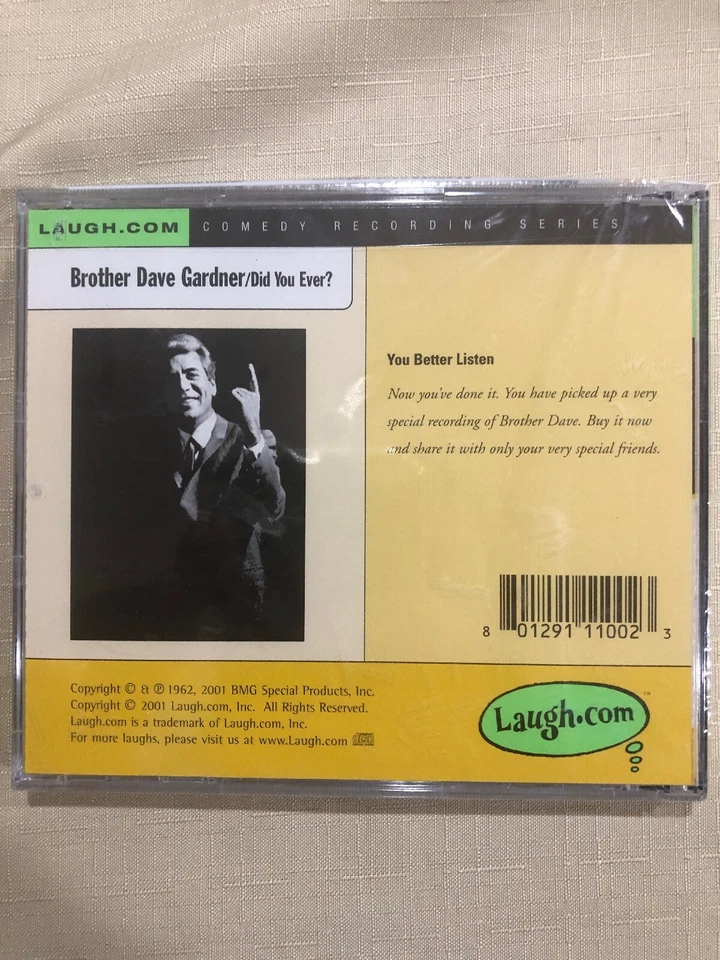 LAUGH.COM COMEDY RECORDING SERIES
Brother Dave Gardner/Did You Ever?
You Better Listen
Now you've done it. You have picked up a very
special recording of Brother Dave. Buy it now
and share it with only your very special friends.
8 01291 11002 3
Copyright © & ℗ 1962, 2001 BMG Special Products, Inc.
Copyright © 2001 Laugh.com, Inc. All Rights Reserved.
Laugh.com is a trademark of Laugh.com, Inc.
For more laughs, please visit us at www.Laugh.com
Laugh.com ™